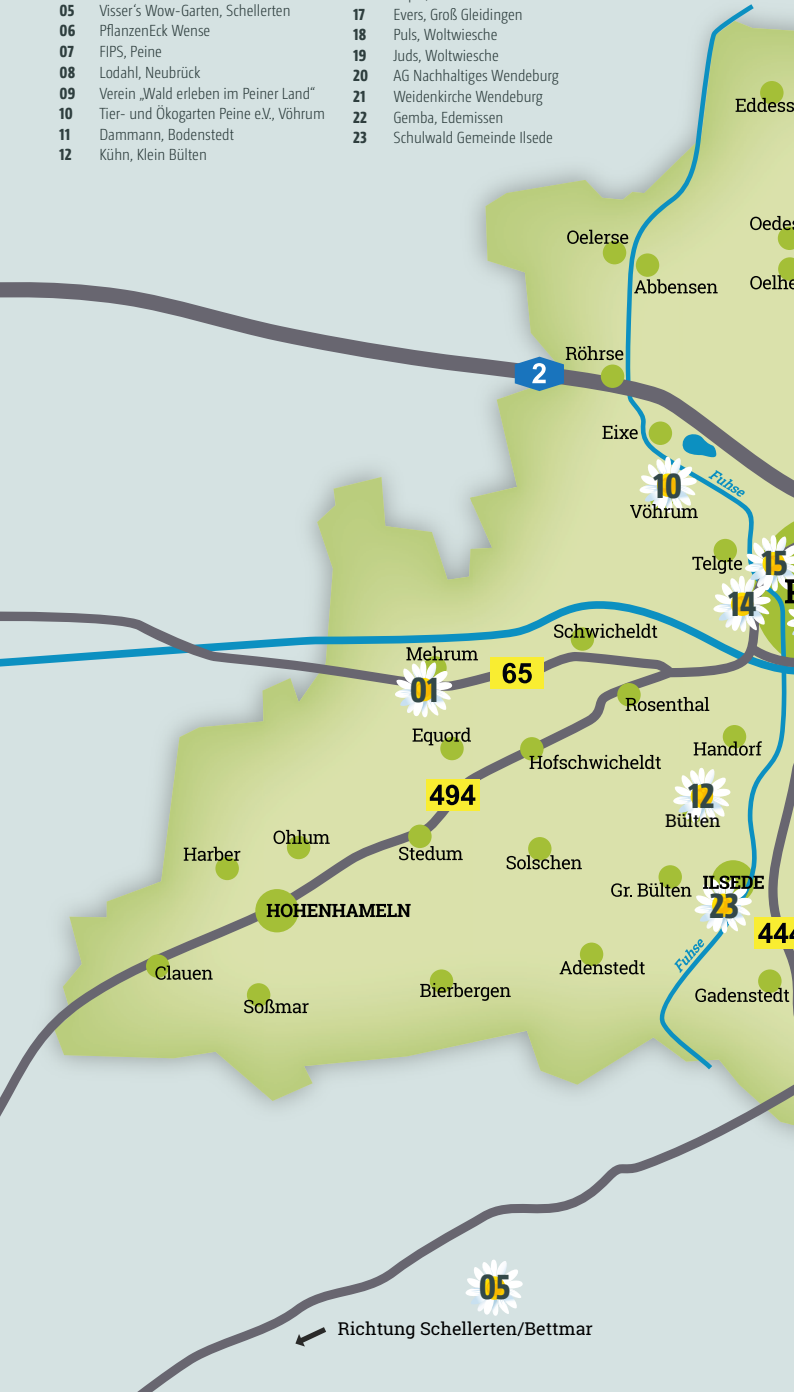 05 Visser's Wow-Garten, Schellerten
06 PflanzenEck Wense
07 FIPS, Peine
08 Lodahl, Neubrück
09 Verein „Wald erleben im Peiner Land“
10 Tier- und Ökogarten Peine e.V., Vöhrum
11 Dammann, Bodenstedt
12 Kühn, Klein Bülten
17 Evers, Groß Gleidingen
18 Puls, Woltwiesche
19 Juds, Woltwiesche
20 AG Nachhaltiges Wendeburg
21 Weidenkirche Wendeburg
22 Gemba, Edemissen
23 Schulwald Gemeinde Ilsede
Eddess
Oedes
Oelerse
Abbensen
Oelhe
Röhrse
2
Eixe
10
Fuhse
Vöhrum
Telgte
15
14
Schwicheldt
Mehrum
65
01
Rosenthal
Equord
Handorf
Hofschwicheldt
494
12
Bülten
Ohlum
Harber
Stedum
Solschen
ILSEDE
Gr. Bülten
23
HOHENHAMELN
444
Fuhse
Adenstedt
Clauen
Bierbergen
Gadenstedt
Soßmar
05
Richtung Schellerten/Bettmar